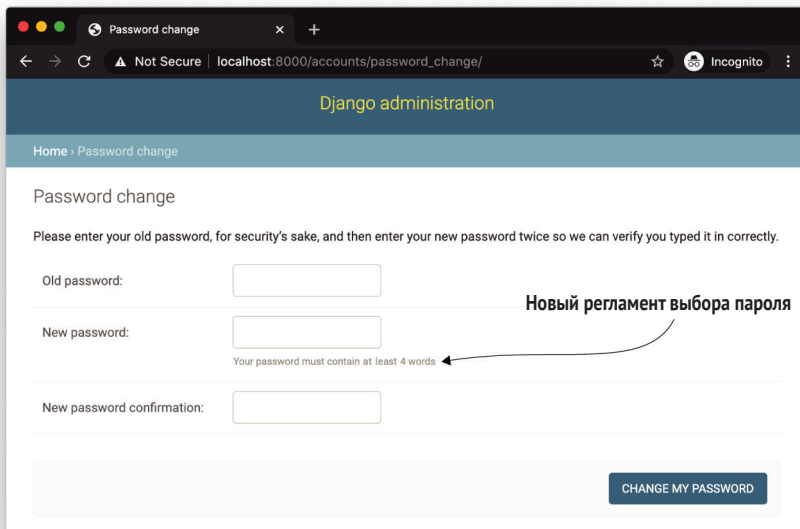 Password change
Not Secure | localhost:8000/accounts/password_change/
Incognito
Django administration
Home › Password change
Password change
Please enter your old password, for security's sake, and then enter your new password twice so we can verify you typed it in correctly.
Old password:
Новый регламент выбора пароля
New password:
Your password must contain at least 4 words
New password confirmation:
CHANGE MY PASSWORD